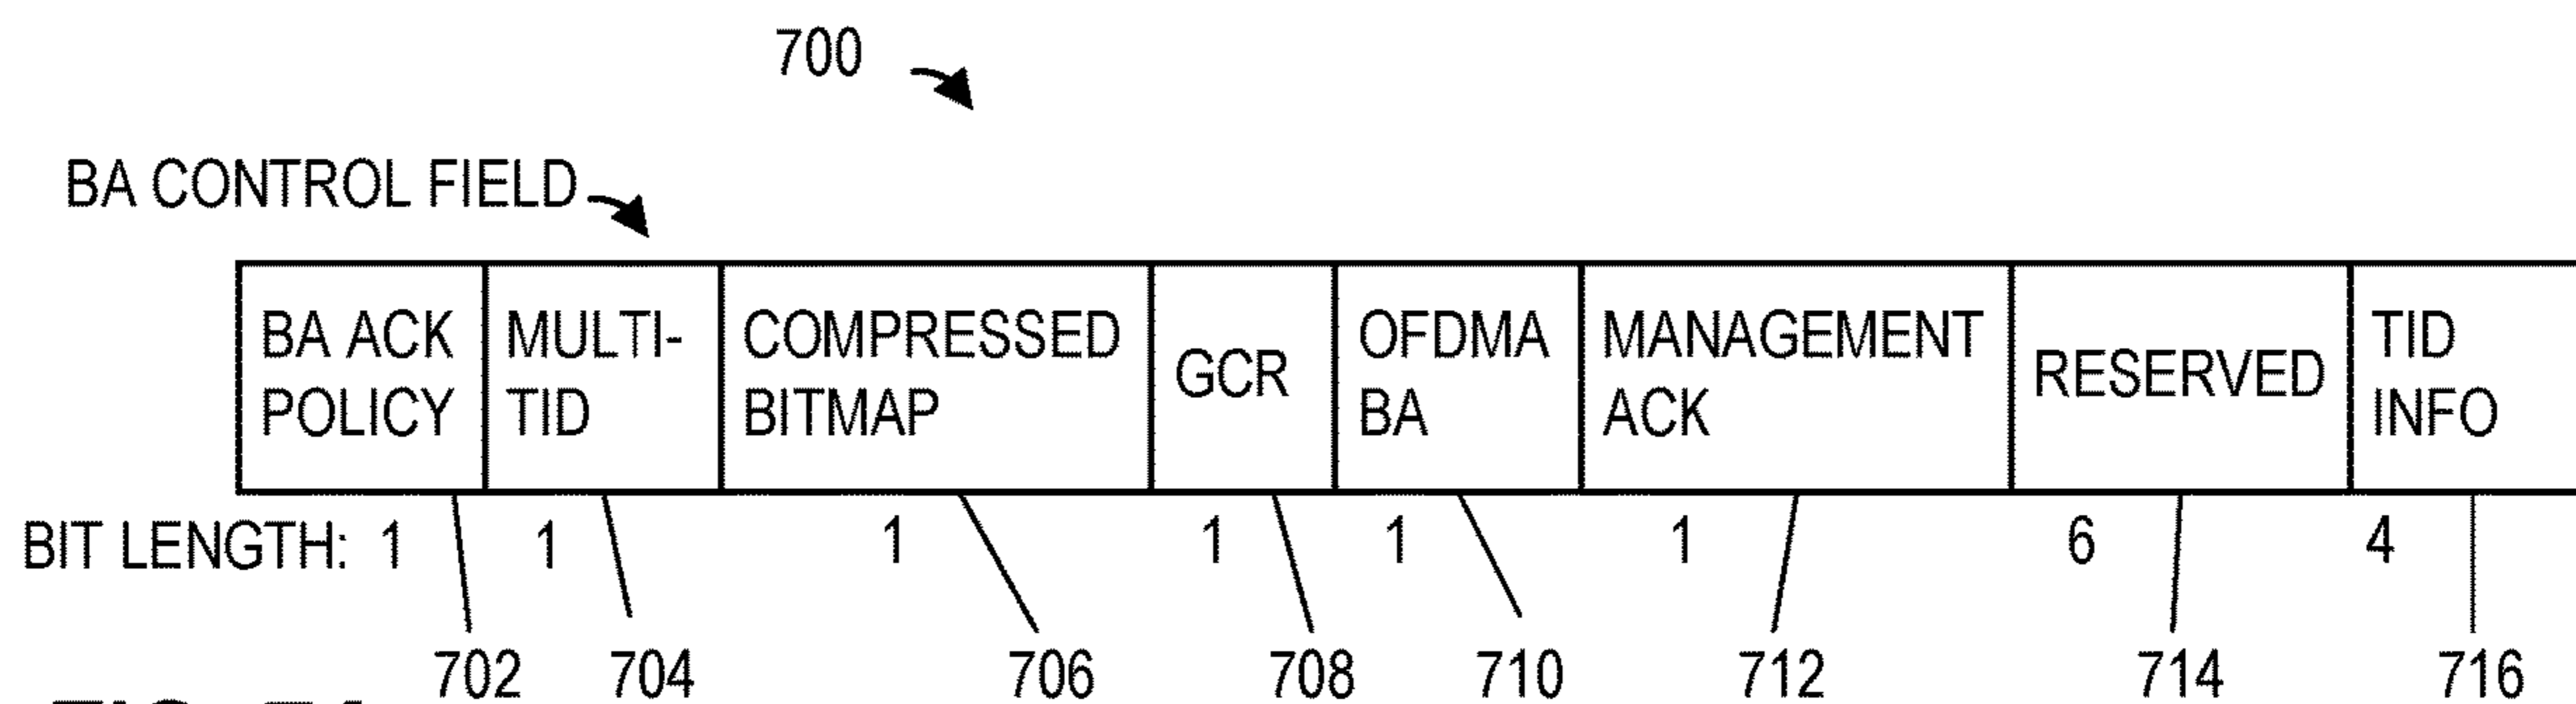 700
BA CONTROL FIELD
BA ACK POLICY MULTI-TID COMPRESSED BITMAP GCR OFDMA BA MANAGEMENT ACK RESERVED TID INFO
BIT LENGTH: 1 1 1 1 1 1 6 4
702 704 706 708 710 712 714 716